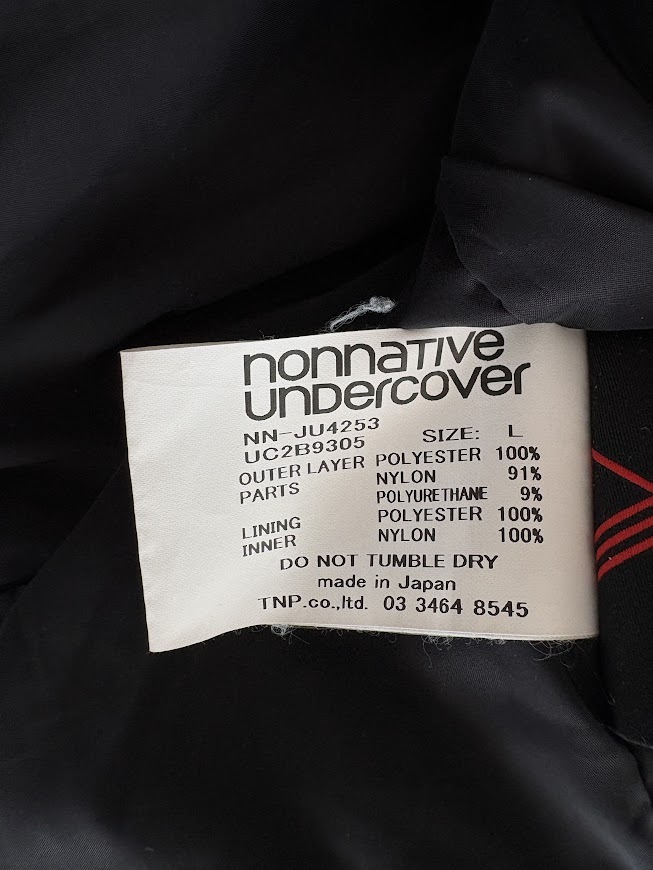 nonnaTIVe
UnDercover
NN-JU4253
UC2B9305 SIZE: L
OUTER LAYER POLYESTER 100%
PARTS NYLON 91%
POLYURETHANE 9%
LINING POLYESTER 100%
INNER NYLON 100%
DO NOT TUMBLE DRY
made in Japan
TNP.co.,ltd. 03 3464 8545